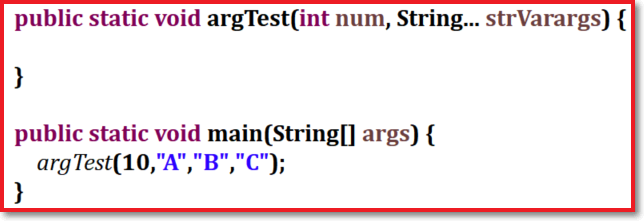 public static void argTest(int num, String... strVarargs) {
}
public static void main(String[] args) {
argTest(10,"A","B","C");
}